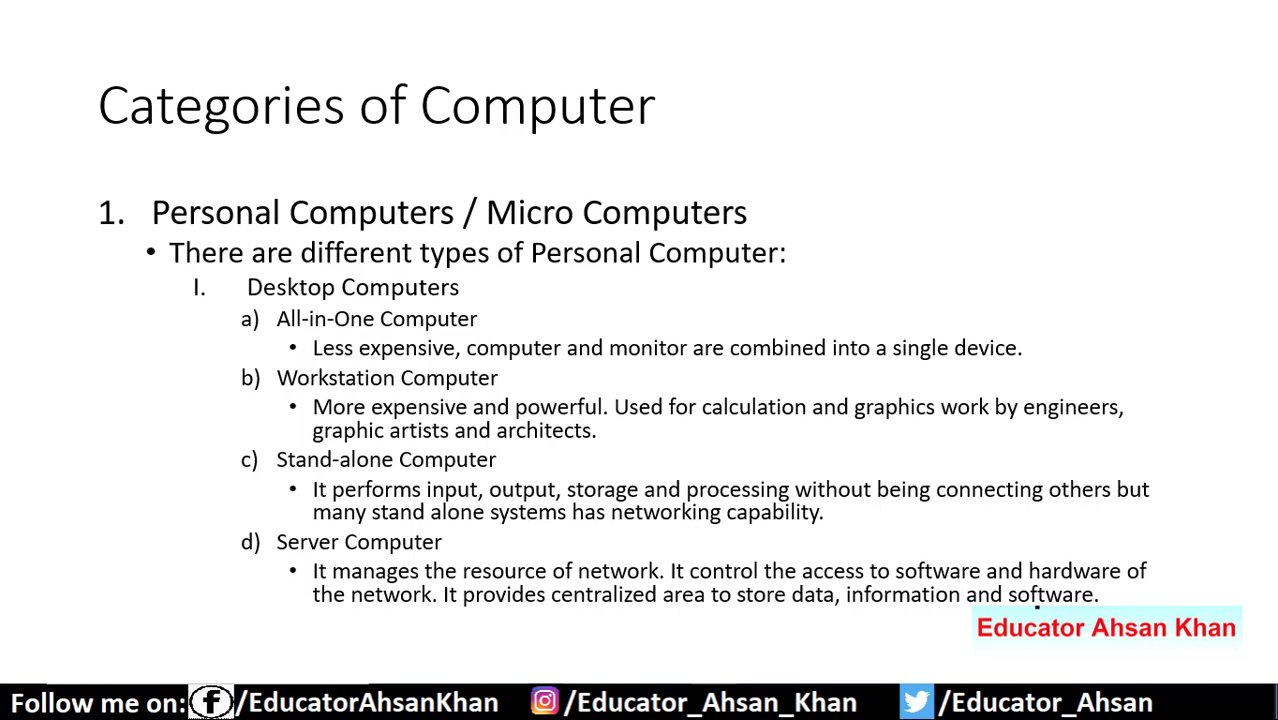 Categories of Computer
1. Personal Computers / Micro Computers
• There are different types of Personal Computer:
I. Desktop Computers
a) All-in-One Computer
• Less expensive, computer and monitor are combined into a single device.
b) Workstation Computer
• More expensive and powerful. Used for calculation and graphics work by engineers,
graphic artists and architects.
c) Stand-alone Computer
• It performs input, output, storage and processing without being connecting others but
many stand alone systems has networking capability.
d) Server Computer
• It manages the resource of network. It control the access to software and hardware of
the network. It provides centralized area to store data, information and software.
Educator Ahsan Khan
Follow me on: f/EducatorAhsanKhan /Educator_Ahsan_Khan /Educator_Ahsan